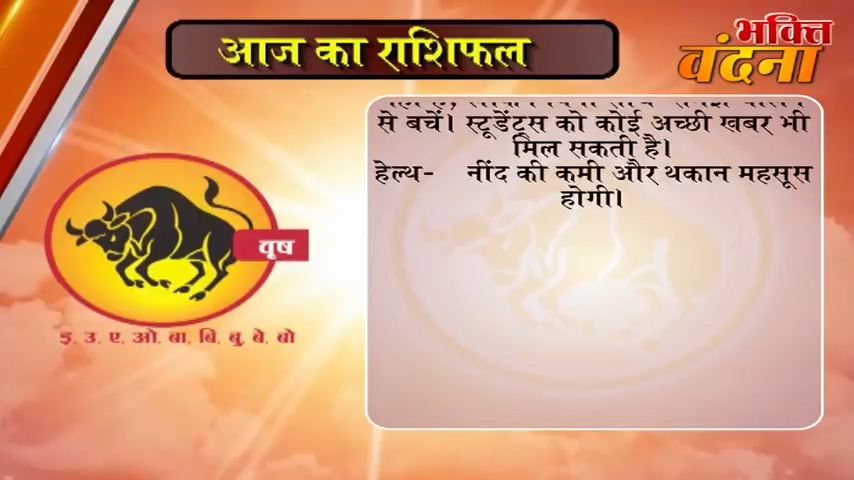 आज का राशिफल
भक्ति
वंदना
से बचें। स्टूडेंट्स को कोई अच्छी खबर भी
मिल सकती है।
हेल्थ- नींद की कमी और थकान महसूस
होगी।
वृष
इ, उ, ए, ओ, बा, बि, बु, बे, बो